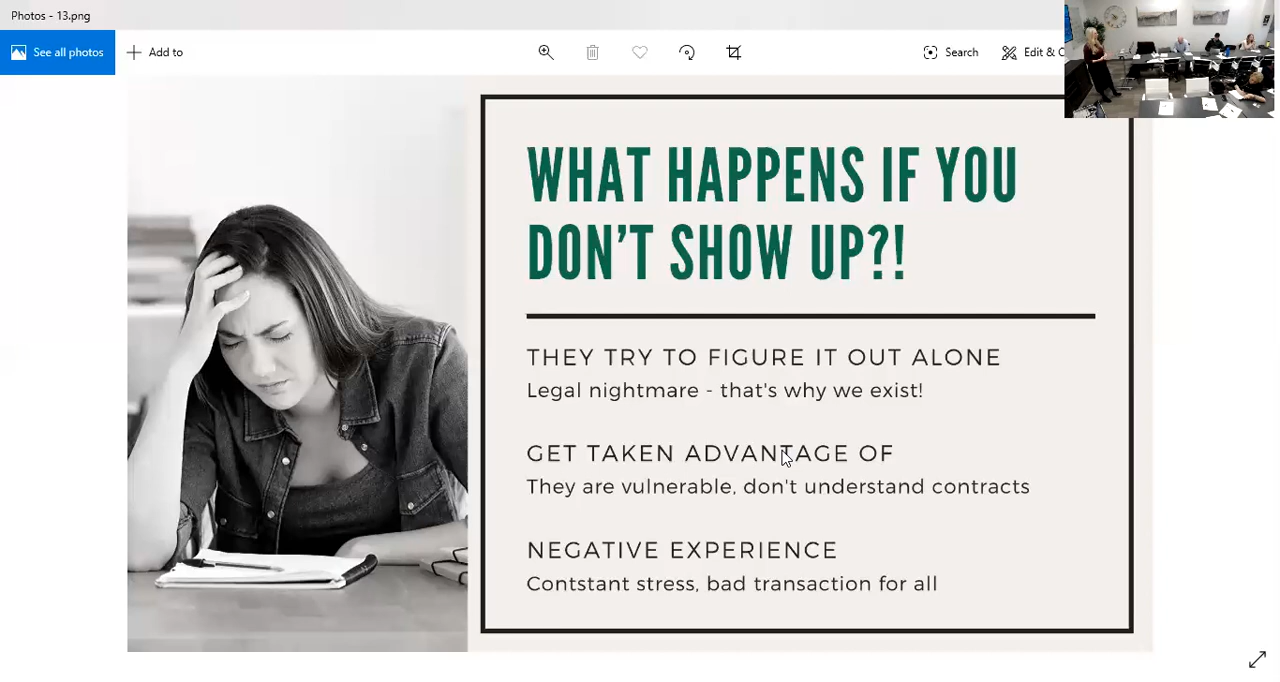 Photos - 13.png
See all photos
Add to
Search
Edit & C
WHAT HAPPENS IF YOU
DON'T SHOW UP?!
THEY TRY TO FIGURE IT OUT ALONE
Legal nightmare - that's why we exist!
GET TAKEN ADVANTAGE OF
They are vulnerable, don't understand contracts
NEGATIVE EXPERIENCE
Contstant stress, bad transaction for all